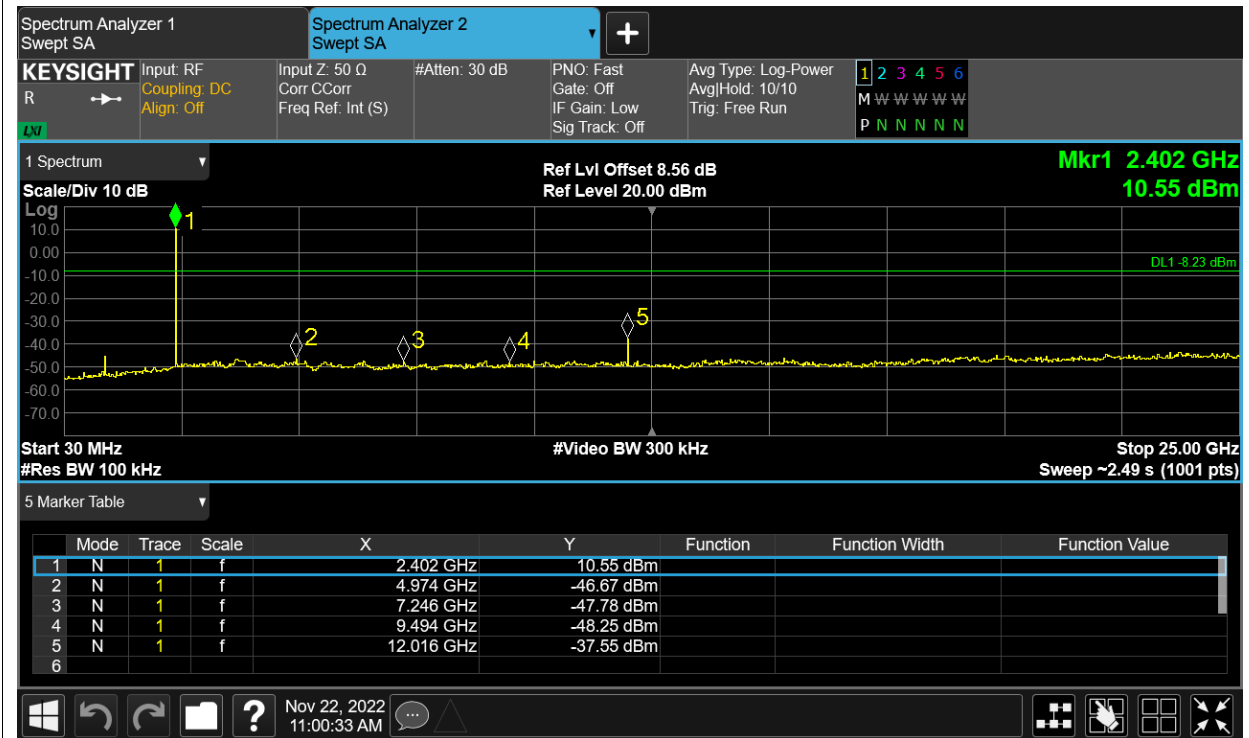 Spectrum Analyzer 1
Swept SA
Spectrum Analyzer 2
Swept SA
KEYSIGHT
R
LXI
Input: RF
Coupling: DC
Align: Off
Input Z: 50 Ω
Corr CCorr
Freq Ref: Int (S)
#Atten: 30 dB
PNO: Fast
Gate: Off
IF Gain: Low
Sig Track: Off
Avg Type: Log-Power
Avg|Hold: 10/10
Trig: Free Run
1 2 3 4 5 6
M W W W W W
P N N N N N
1 Spectrum
Scale/Div 10 dB
Ref Lvl Offset 8.56 dB
Ref Level 20.00 dBm
Mkr1 2.402 GHz
10.55 dBm
Log
10.0
0.00
-10.0
-20.0
-30.0
-40.0
-50.0
-60.0
-70.0
1
2
3
4
5
DL1 -8.23 dBm
Start 30 MHz
#Res BW 100 kHz
#Video BW 300 kHz
Stop 25.00 GHz
Sweep ~2.49 s (1001 pts)
5 Marker Table
Mode Trace Scale X Y Function Function Width Function Value
1 N 1 f 2.402 GHz 10.55 dBm
2 N 1 f 4.974 GHz -46.67 dBm
3 N 1 f 7.246 GHz -47.78 dBm
4 N 1 f 9.494 GHz -48.25 dBm
5 N 1 f 12.016 GHz -37.55 dBm
6
?
Nov 22, 2022
11:00:33 AM